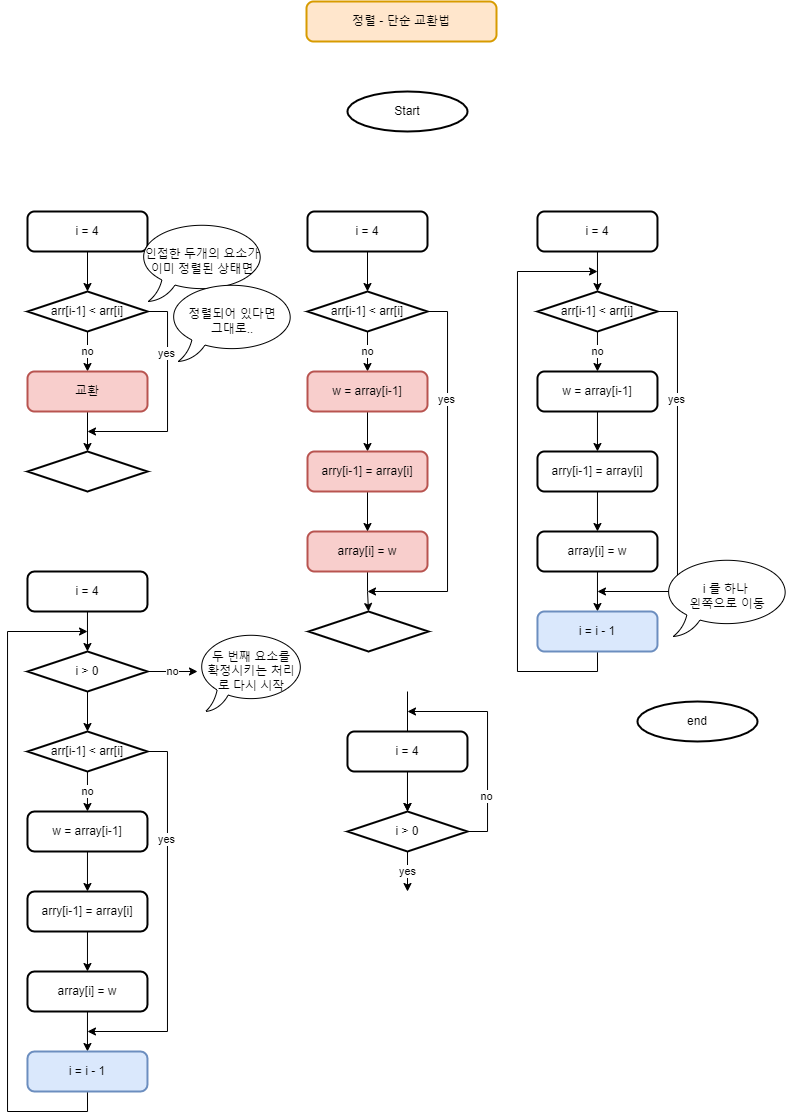 정렬 - 단순 교환법
Start
i = 4
인접한 두개의 요소가
이미 정렬된 상태면
arr[i-1] < arr[i]
정렬되어 있다면
그대로..
no
yes
교환
i = 4
arr[i-1] < arr[i]
no
w = array[i-1]
yes
arry[i-1] = array[i]
array[i] = w
i = 4
arr[i-1] < arr[i]
no
w = array[i-1]
yes
arry[i-1] = array[i]
array[i] = w
i 를 하나
왼쪽으로 이동
i = i - 1
i = 4
i > 0
no
두 번째 요소를
확정시키는 처리
로 다시 시작
arr[i-1] < arr[i]
no
w = array[i-1]
yes
arry[i-1] = array[i]
array[i] = w
i = i - 1
i = 4
no
i > 0
yes
end